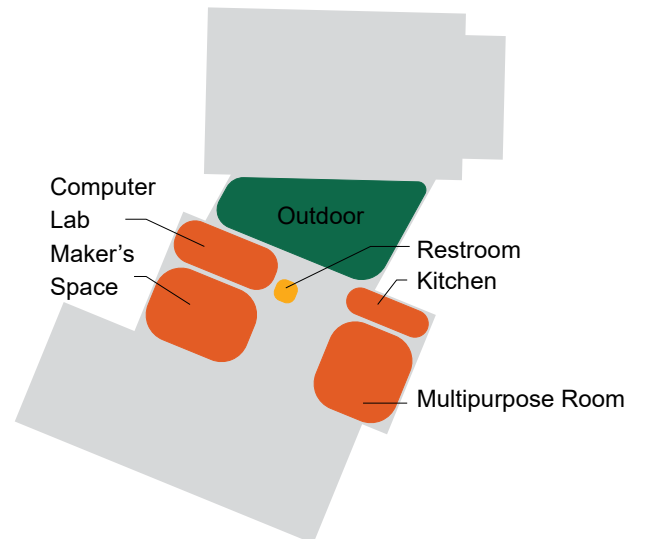 Computer
Lab
Maker’s
Space
Outdoor
Restroom
Kitchen
Multipurpose Room